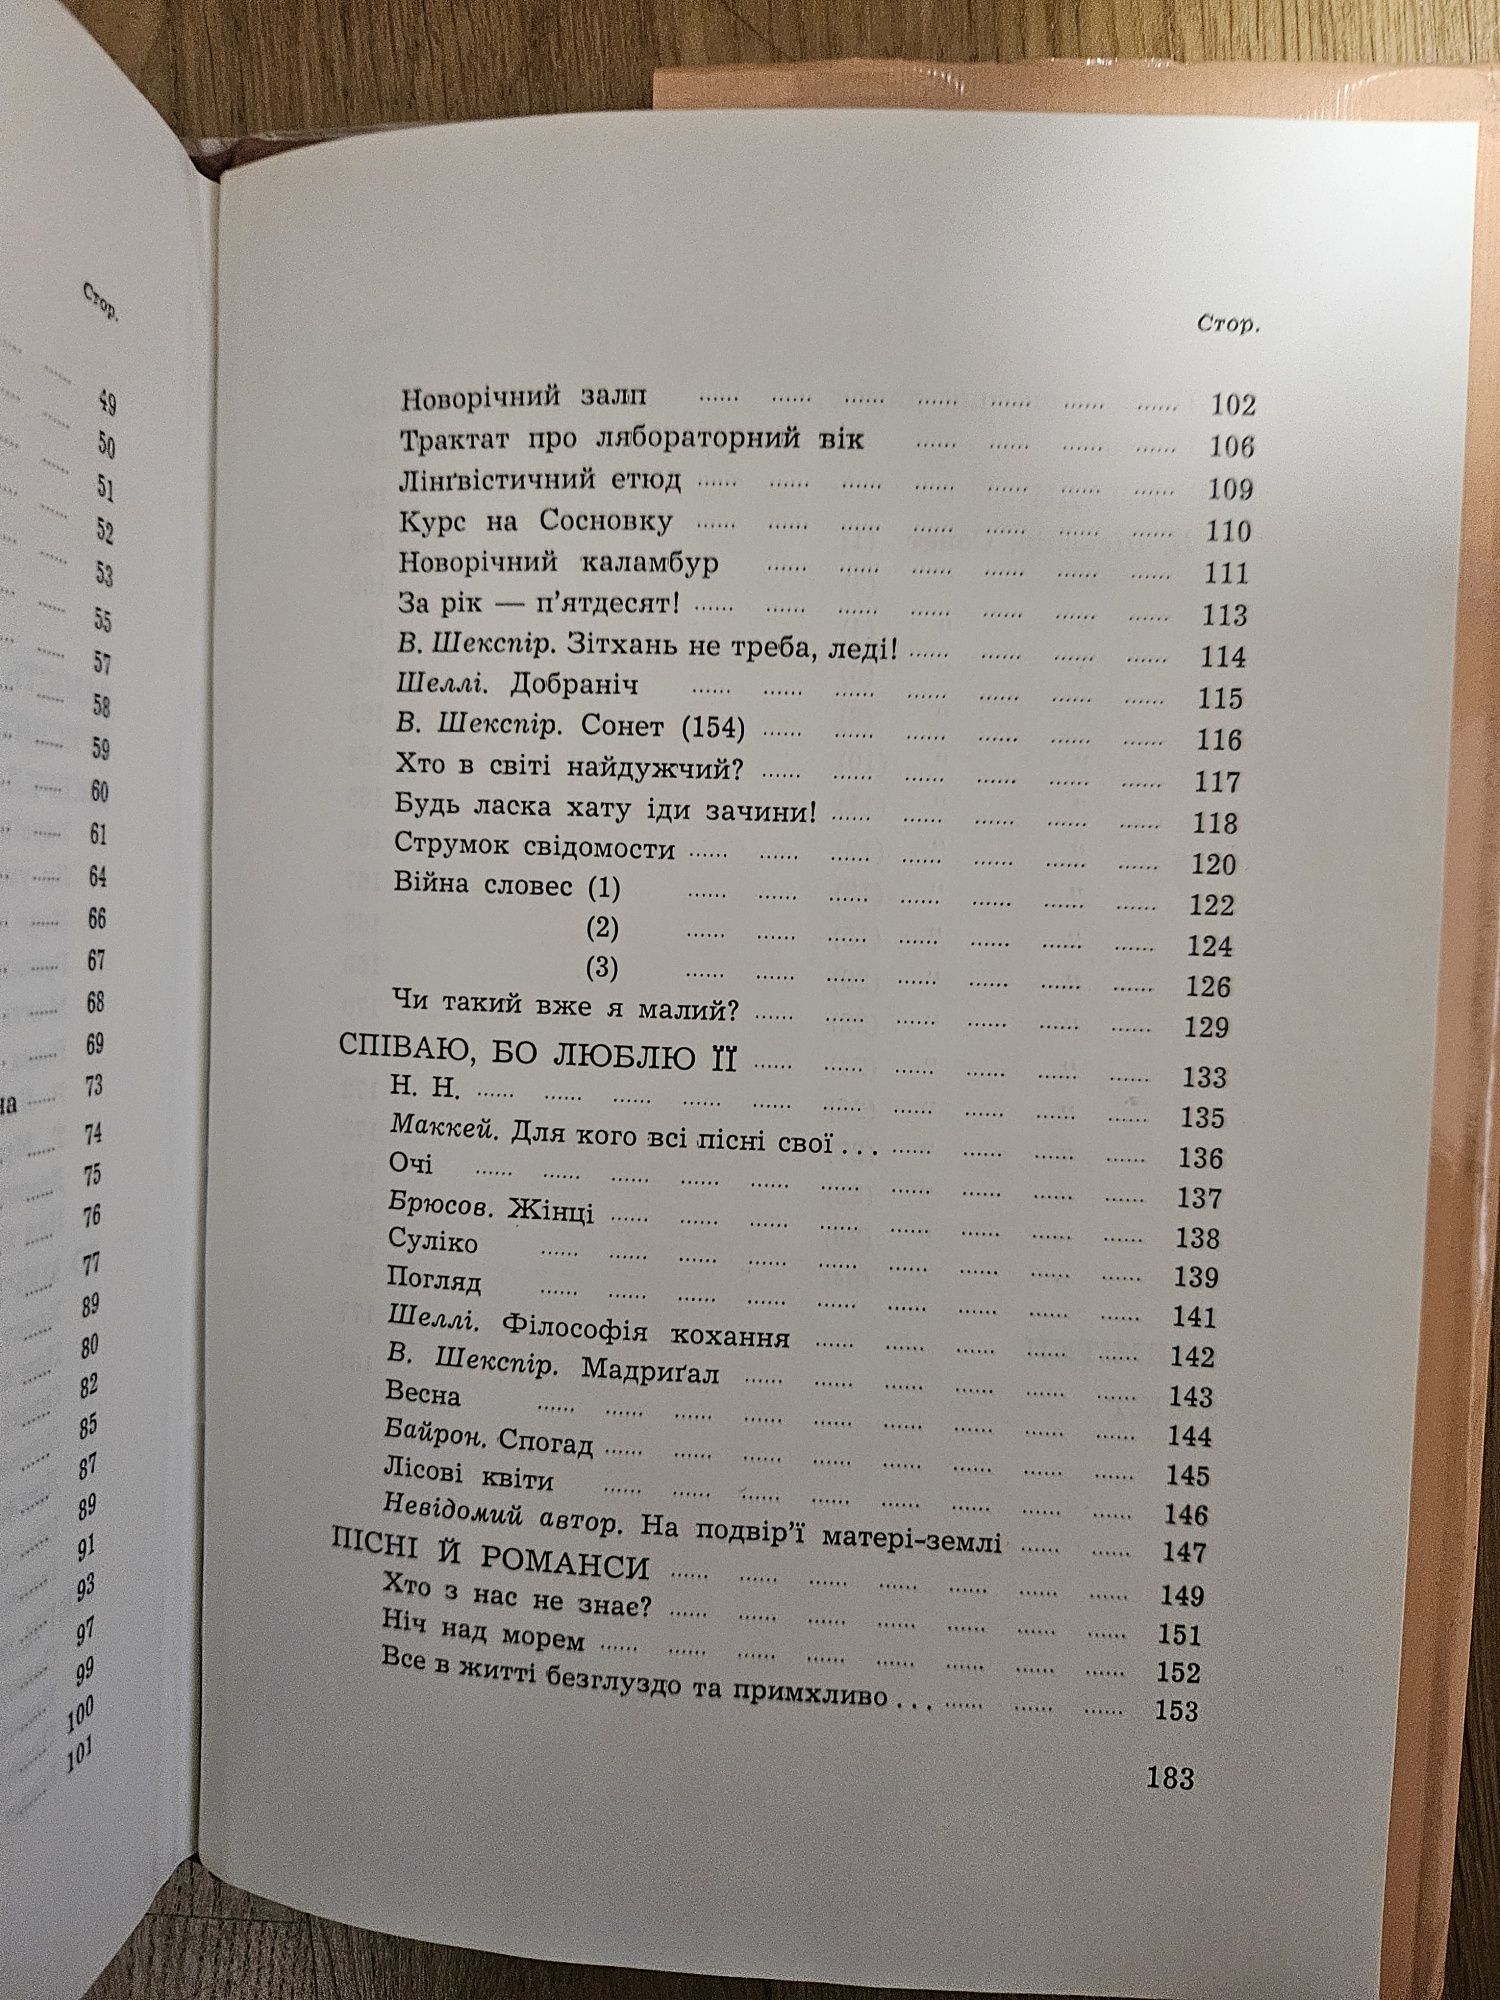 Стор.
49
50
51
52
53
55
57
58
59
60
61
64
66
67
68
69
73
74
75
76
77
89
80
82
85
87
89
91
93
97
99
100
101
Стор.
Новорічний залп ...... ...... ...... ...... ...... ...... ...... 102
Трактат про лябораторний вік ...... ...... ...... ...... 106
Лінґвістичний етюд ...... ...... ...... ...... ...... ...... ...... 109
Курс на Сосновку ...... ...... ...... ...... ...... ...... ...... 110
Новорічний каламбур ...... ...... ...... ...... ...... ...... 111
За рік — п'ятдесят! ...... ...... ...... ...... ...... ...... ...... 113
В. Шекспір. Зітхань не треба, леді! ...... ...... ...... ...... 114
Шеллі. Добраніч ...... ...... ...... ...... ...... ...... ...... 115
В. Шекспір. Сонет (154) ...... ...... ...... ...... ...... ...... 116
Хто в світі найдужчий? ...... ...... ...... ...... ...... ...... 117
Будь ласка хату іди зачини! ...... ...... ...... ...... ...... 118
Струмок свідомости ...... ...... ...... ...... ...... ...... ...... 120
Війна словес (1) ...... ...... ...... ...... ...... ...... ...... 122
(2) ...... ...... ...... ...... ...... ...... ...... 124
(3) ...... ...... ...... ...... ...... ...... ...... 126
Чи такий вже я малий? ...... ...... ...... ...... ...... ...... 129
СПІВАЮ, БО ЛЮБЛЮ ЇЇ ...... ...... ...... ...... ...... ...... 133
Н. Н. ...... ...... ...... ...... ...... ...... ...... ...... ...... ...... 135
Маккей. Для кого всі пісні свої . . . ...... ...... ...... ...... 136
Очі ...... ...... ...... ...... ...... ...... ...... ...... ...... ...... 137
Брюсов. Жінці ...... ...... ...... ...... ...... ...... ...... ...... 138
Суліко ...... ...... ...... ...... ...... ...... ...... ...... ...... 139
Погляд ...... ...... ...... ...... ...... ...... ...... ...... ...... 141
Шеллі. Філософія кохання ...... ...... ...... ...... ...... 142
В. Шекспір. Мадриґал ...... ...... ...... ...... ...... ...... 143
Весна ...... ...... ...... ...... ...... ...... ...... ...... ...... 144
Байрон. Спогад ...... ...... ...... ...... ...... ...... ...... ...... 145
Лісові квіти ...... ...... ...... ...... ...... ...... ...... ...... 146
Невідомий автор. На подвір'ї матері-землі ...... ...... 147
ПІСНІ Й РОМАНСИ ...... ...... ...... ...... ...... ...... ...... 149
Хто з нас не знає? ...... ...... ...... ...... ...... ...... ...... 151
Ніч над морем ...... ...... ...... ...... ...... ...... ...... ...... 152
Все в житті безглуздо та примхливо . . . ...... ...... ...... 153
183